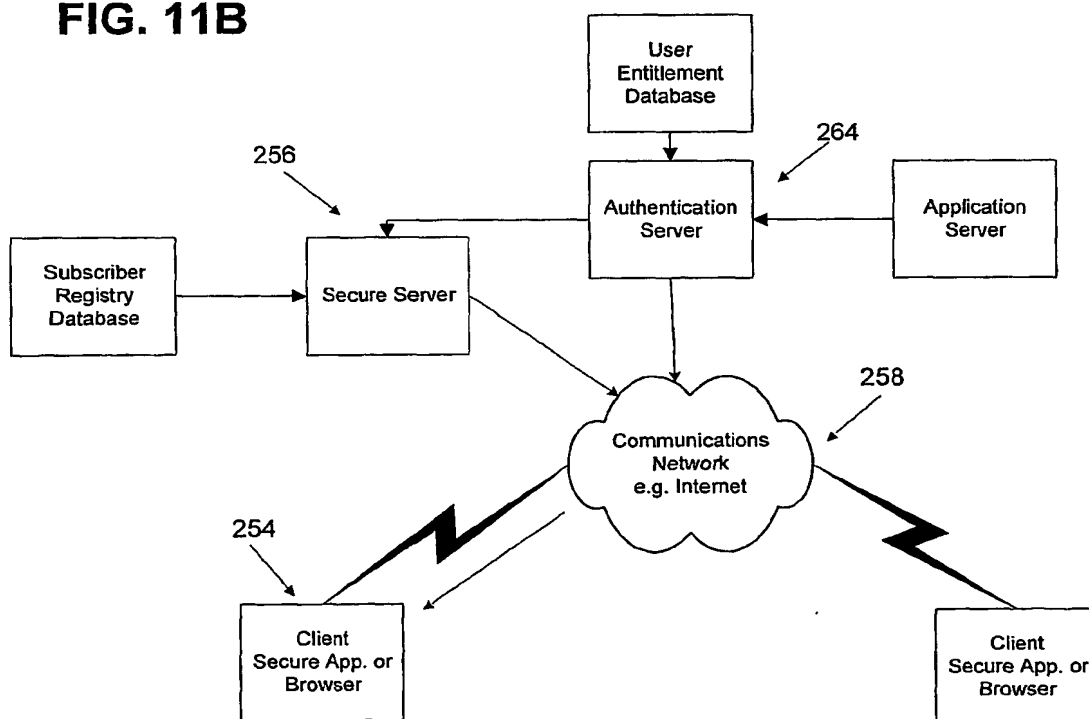 FIG. 11B
User
Entitlement
Database
256
264
Authentication
Server
Application
Server
Subscriber
Registry
Database
Secure Server
258
Communications
Network
e.g. Internet
254
Client
Secure App. or
Browser
Client
Secure App. or
Browser